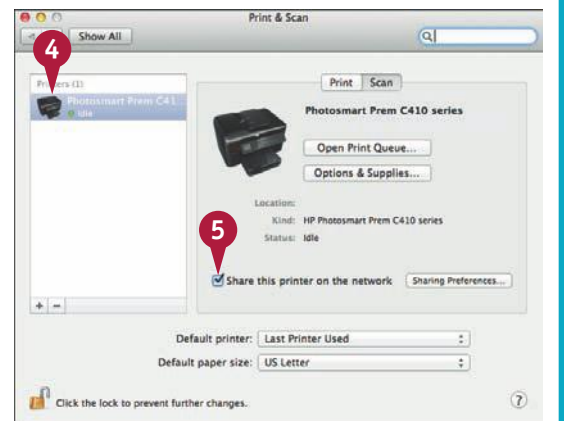 Print & Scan
Show All
4
Printers (1)
Photosmart Prem C41
Idle
Print Scan
Photosmart Prem C410 series
Open Print Queue...
Options & Supplies...
Location:
Kind: HP Photosmart Prem C410 series
Status: Idle
5
Share this printer on the network Sharing Preferences...
+ −
Default printer: Last Printer Used
Default paper size: US Letter
Click the lock to prevent further changes. ?